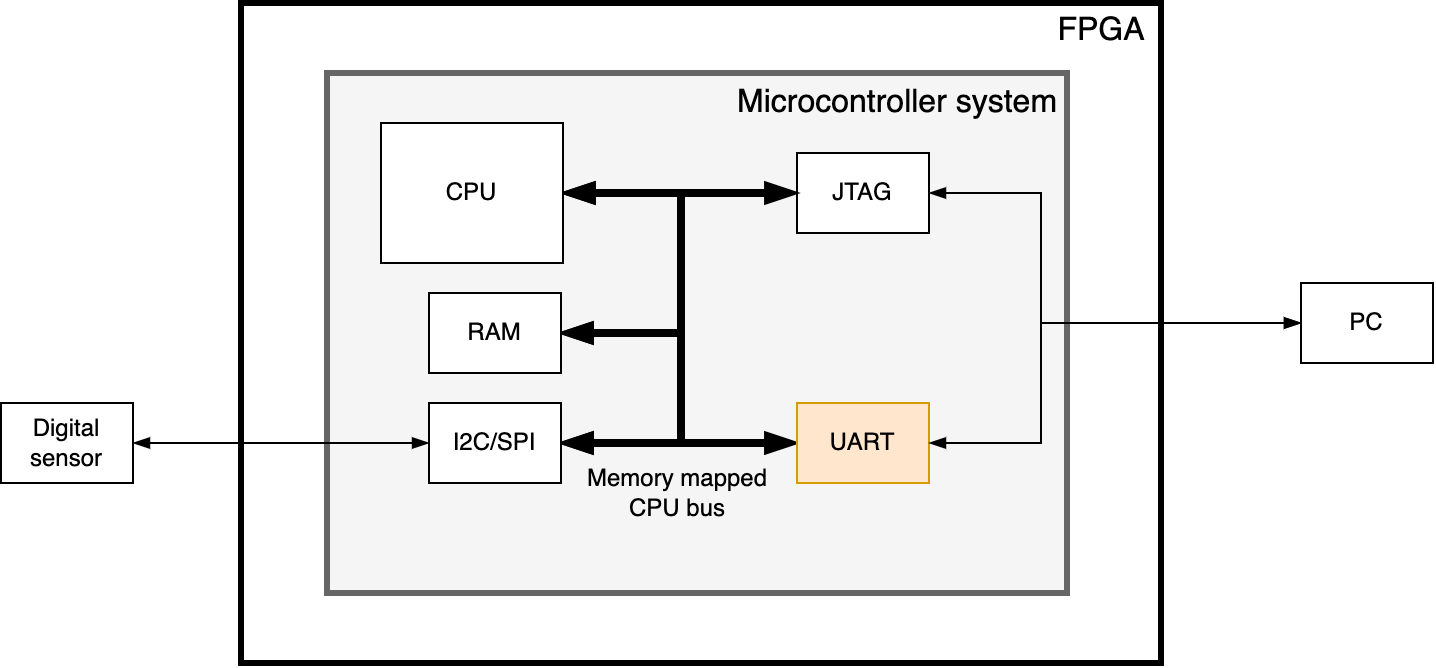 FPGA
Microcontroller system
CPU
JTAG
RAM
PC
Digital
sensor
I2C/SPI
UART
Memory mapped
CPU bus